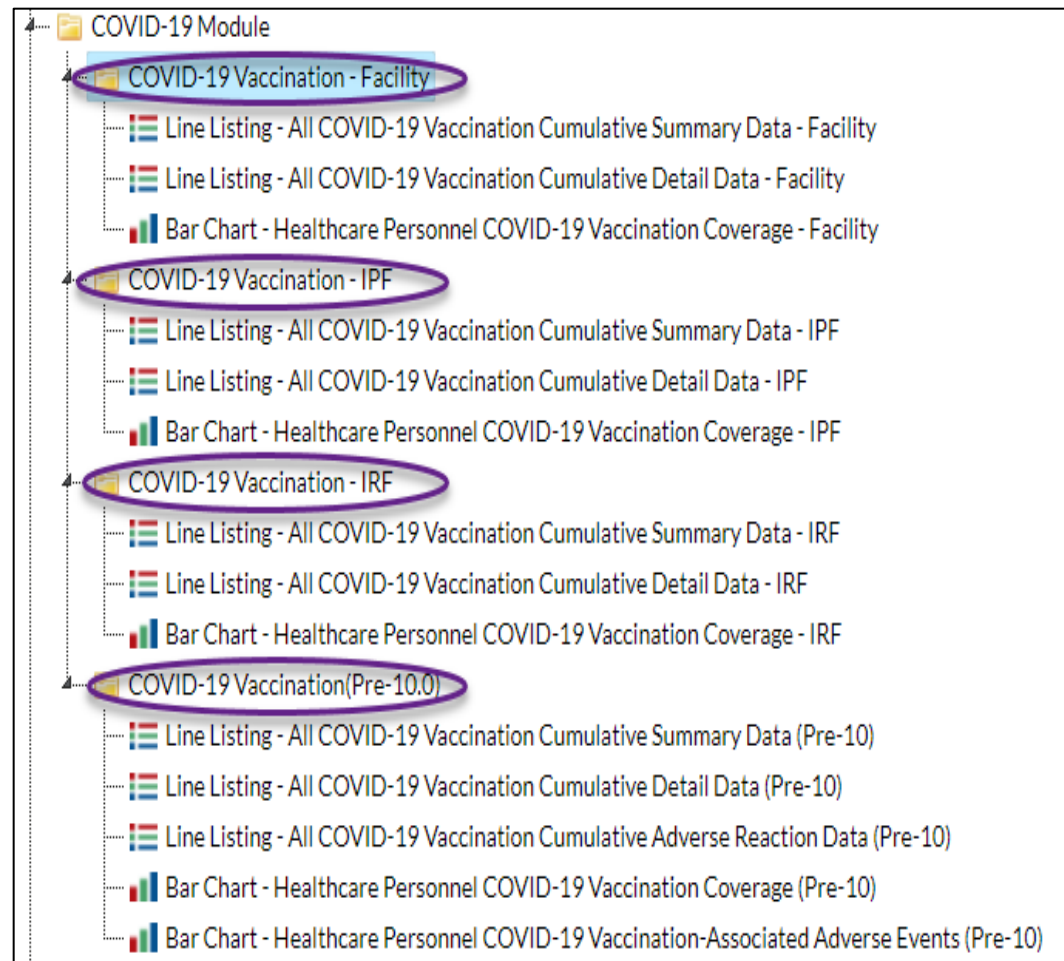 COVID-19 Module
COVID-19 Vaccination - Facility
Line Listing - All COVID-19 Vaccination Cumulative Summary Data - Facility
Line Listing - All COVID-19 Vaccination Cumulative Detail Data - Facility
Bar Chart - Healthcare Personnel COVID-19 Vaccination Coverage - Facility
COVID-19 Vaccination - IPF
Line Listing - All COVID-19 Vaccination Cumulative Summary Data - IPF
Line Listing - All COVID-19 Vaccination Cumulative Detail Data - IPF
Bar Chart - Healthcare Personnel COVID-19 Vaccination Coverage - IPF
COVID-19 Vaccination - IRF
Line Listing - All COVID-19 Vaccination Cumulative Summary Data - IRF
Line Listing - All COVID-19 Vaccination Cumulative Detail Data - IRF
Bar Chart - Healthcare Personnel COVID-19 Vaccination Coverage - IRF
COVID-19 Vaccination(Pre-10.0)
Line Listing - All COVID-19 Vaccination Cumulative Summary Data (Pre-10)
Line Listing - All COVID-19 Vaccination Cumulative Detail Data (Pre-10)
Line Listing - All COVID-19 Vaccination Cumulative Adverse Reaction Data (Pre-10)
Bar Chart - Healthcare Personnel COVID-19 Vaccination Coverage (Pre-10)
Bar Chart - Healthcare Personnel COVID-19 Vaccination-Associated Adverse Events (Pre-10)